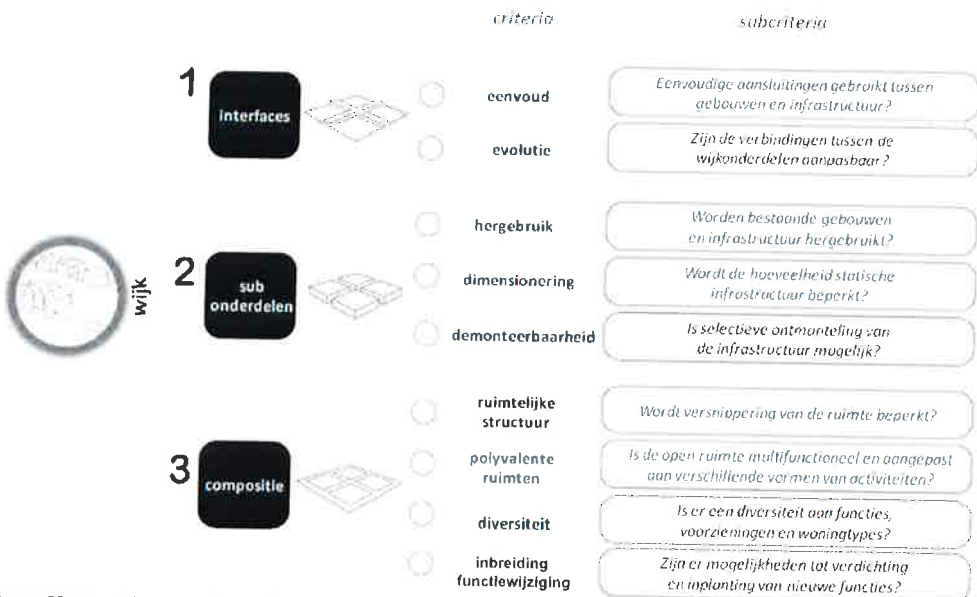 criteria
subcriteria
1
interfaces
eenvoud
Eenvoudige aansluitingen gebruikt tussen
gebouwen en infrastructuur?
evolutie
Zijn de verbindingen tussen de
wijkonderdelen aanpasbaar?
wijk
2
sub
onderdelen
hergebruik
Worden bestaande gebouwen
en infrastructuur hergebruikt?
dimensionering
Wordt de hoeveelheid statische
infrastructuur beperkt?
demonteerbaarheid
Is selectieve ontmanteling van
de infrastructuur mogelijk?
3
compositie
ruimtelijke
structuur
Wordt versnippering van de ruimte beperkt?
polyvalente
ruimten
Is de open ruimte multifunctioneel en aangepast
aan verschillende vormen van activiteiten?
diversiteit
Is er een diversiteit aan functies,
voorzieningen en woningtypes?
inbreiding
functiewijziging
Zijn er mogelijkheden tot verdichting
en inplanting van nieuwe functies?